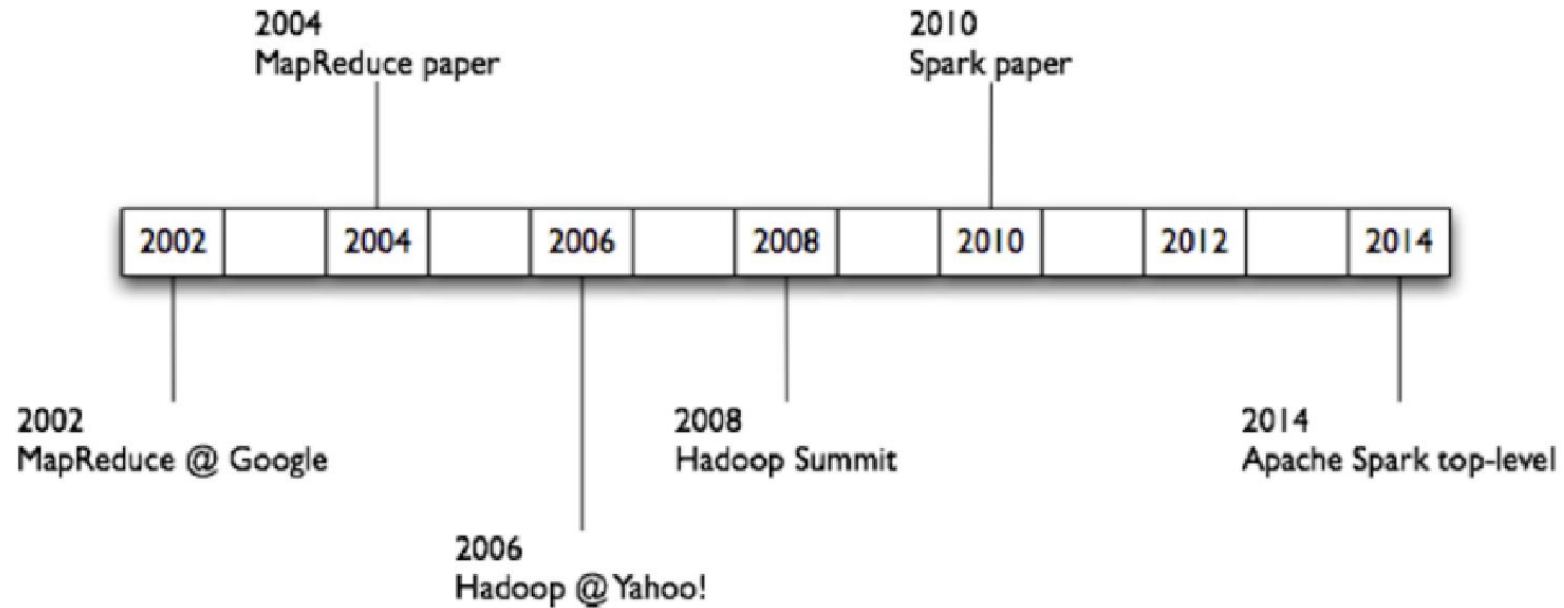 2004
MapReduce paper
2010
Spark paper
2002 2004 2006 2008 2010 2012 2014
2002
MapReduce @ Google
2008
Hadoop Summit
2014
Apache Spark top-level
2006
Hadoop @ Yahoo!